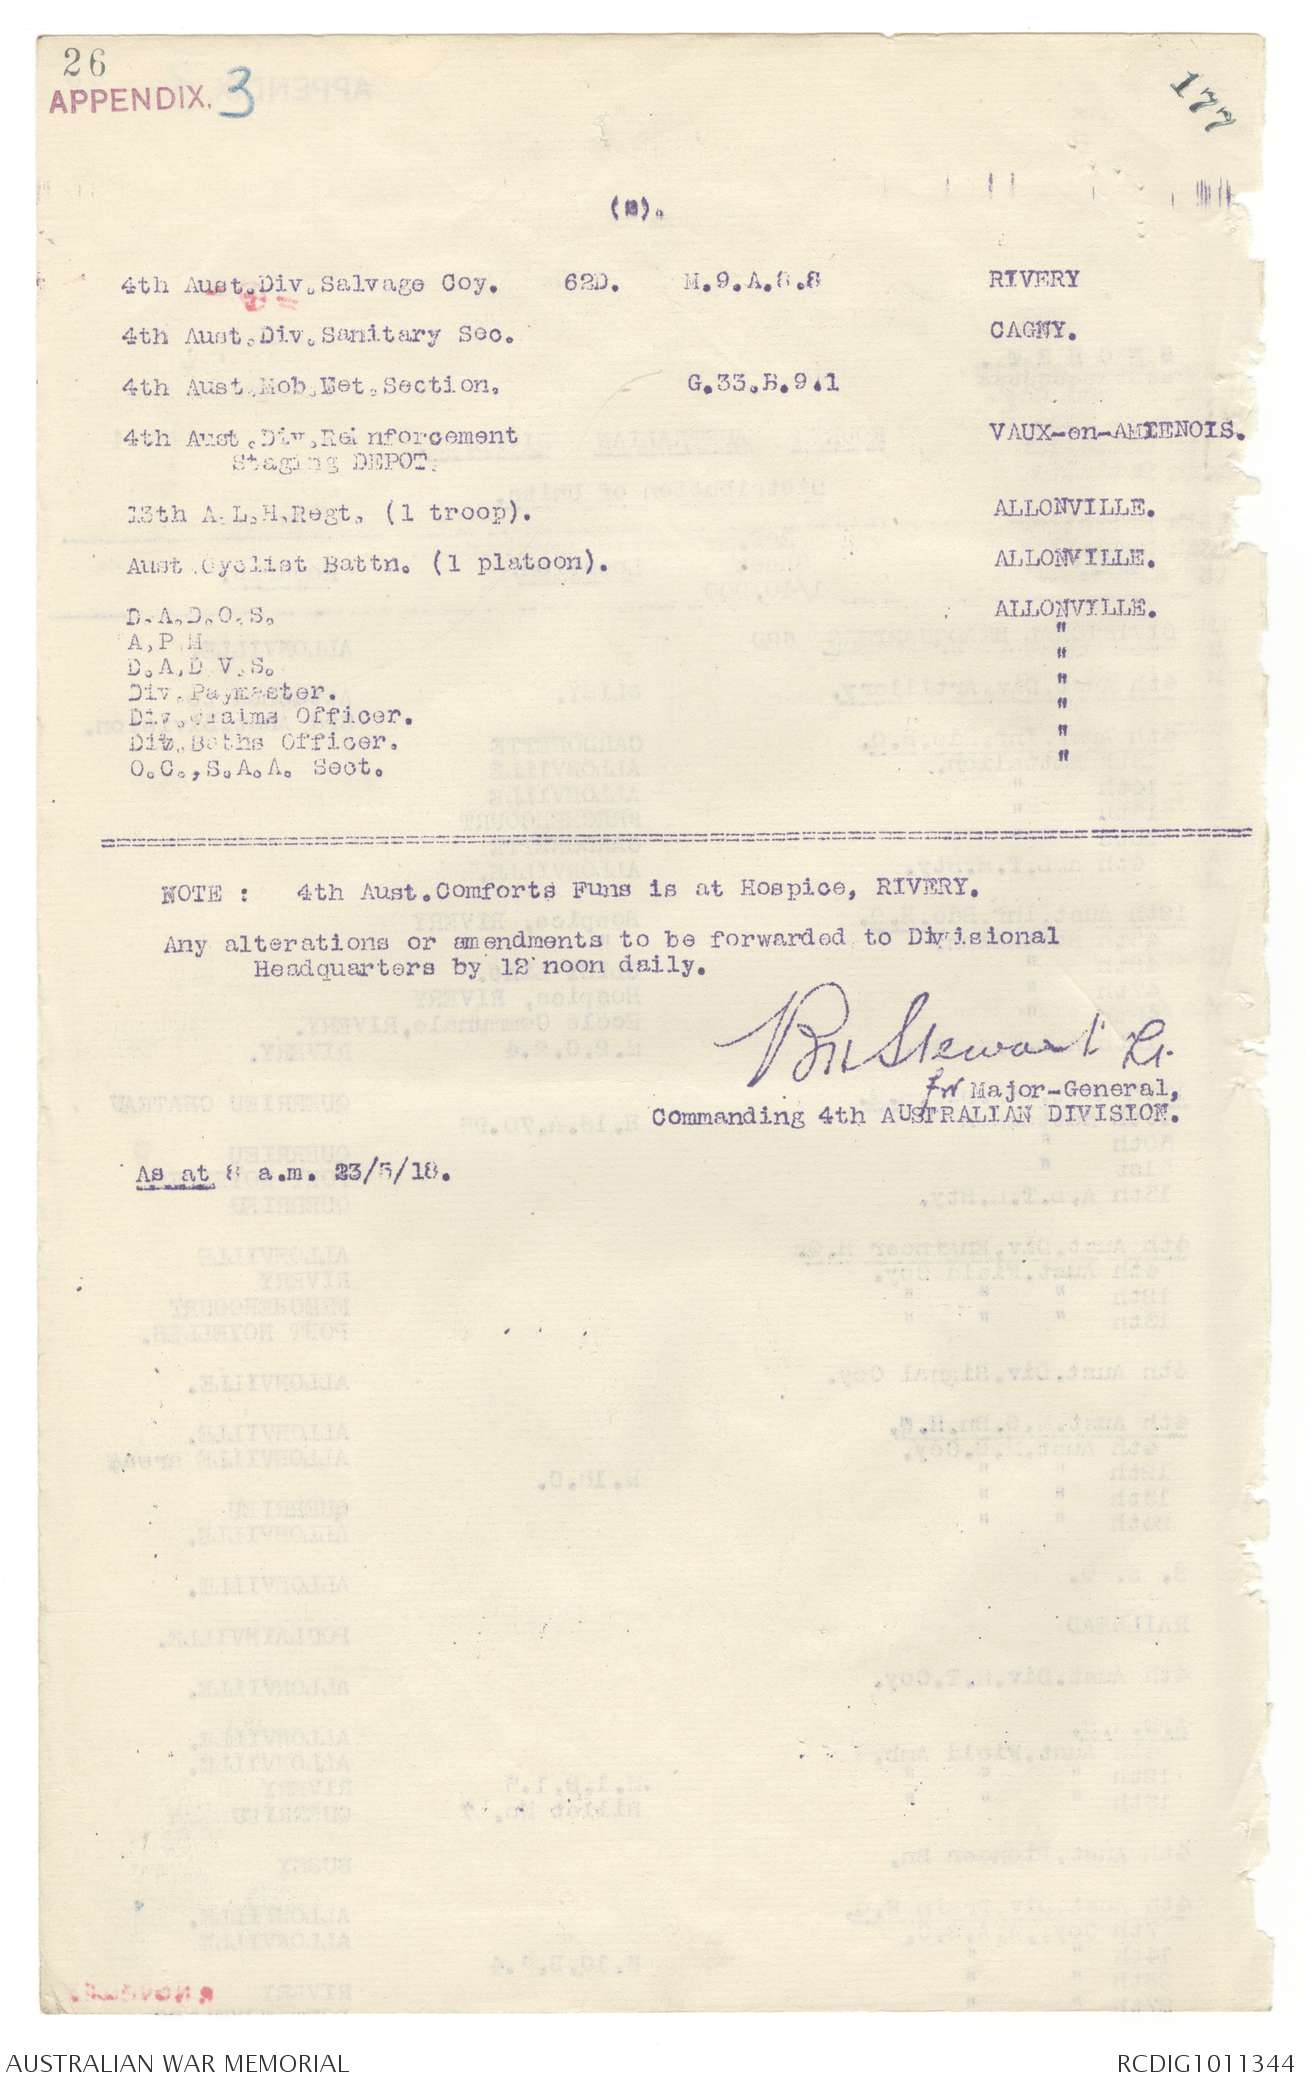 26
APPENDIX. 3
177
(2).
4th Aust.Div.Salvage Coy. 62D. M.9.A.8.8 RIVERY
4th Aust.Div.Sanitary Sec. CAGNY.
4th Aust.Mob.Vet.Section. G.33.B.9.1
4th Aust.Div.Reinforcement VAUX-en-AMIENOIS.
Staging DEPOT.
13th A.L.H.Regt. (1 troop). ALLONVILLE.
Aust.Cyclist Battn. (1 platoon). ALLONVILLE.
D.A.D.O.S. ALLONVILLE.
A.P.M "
D.A.D.V.S. "
Div.Paymaster. "
Div.Claims Officer. "
Div.Baths Officer. "
O.C.,S.A.A. Sect. "
NOTE : 4th Aust.Comforts Funs is at Hospice, RIVERY.
Any alterations or amendments to be forwarded to Divisional
Headquarters by 12 noon daily.
Stewart Lt.
for Major-General,
Commanding 4th AUSTRALIAN DIVISION.
As at 8 a.m. 23/5/18.
AUSTRALIAN WAR MEMORIAL
RCDIG1011344